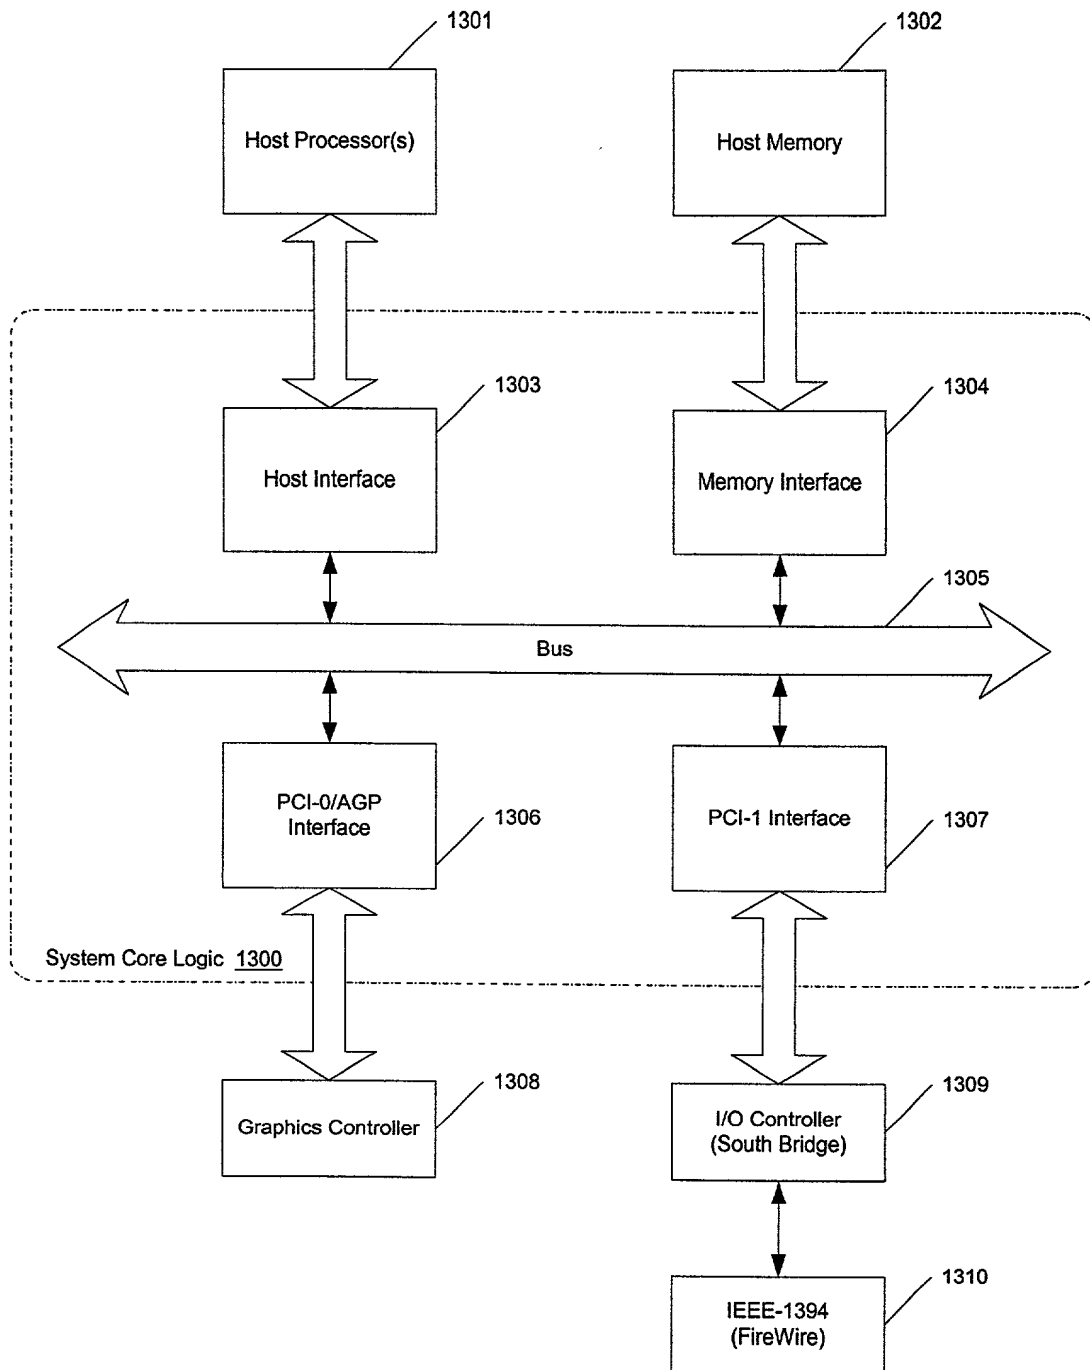 1301
1302
Host Processor(s)
Host Memory
1303
1304
Host Interface
Memory Interface
1305
Bus
PCI-0/AGP
Interface
1306
PCI-1 Interface
1307
System Core Logic 1300
1308
Graphics Controller
1309
I/O Controller
(South Bridge)
1310
IEEE-1394
(FireWire)